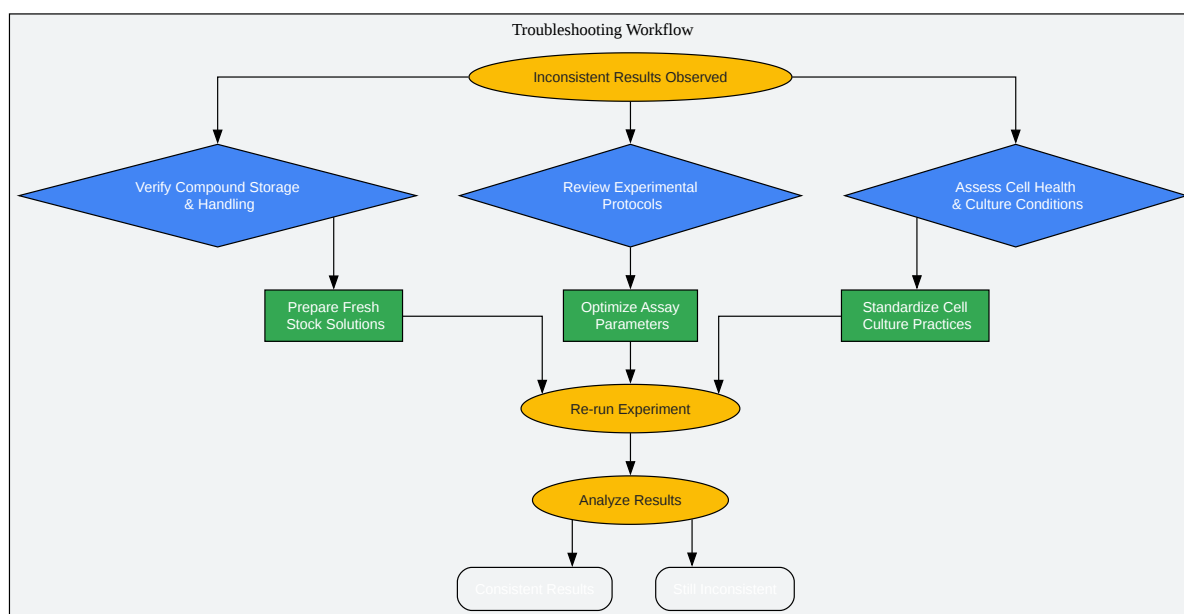 Troubleshooting Workflow
Inconsistent Results Observed
Verify Compound Storage
& Handling
Review Experimental
Protocols
Assess Cell Health
& Culture Conditions
Prepare Fresh
Stock Solutions
Optimize Assay
Parameters
Standardize Cell
Culture Practices
Re-run Experiment
Analyze Results
Consistent Results
Still Inconsistent